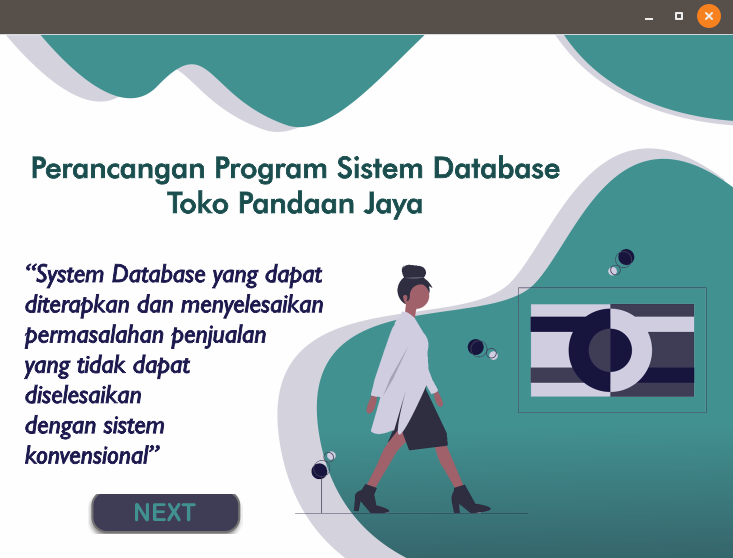 Perancangan Program Sistem Database
Toko Pandaan Jaya
“System Database yang dapat
diterapkan dan menyelesaikan
permasalahan penjualan
yang tidak dapat
diselesaikan
dengan sistem
konvensional”
NEXT